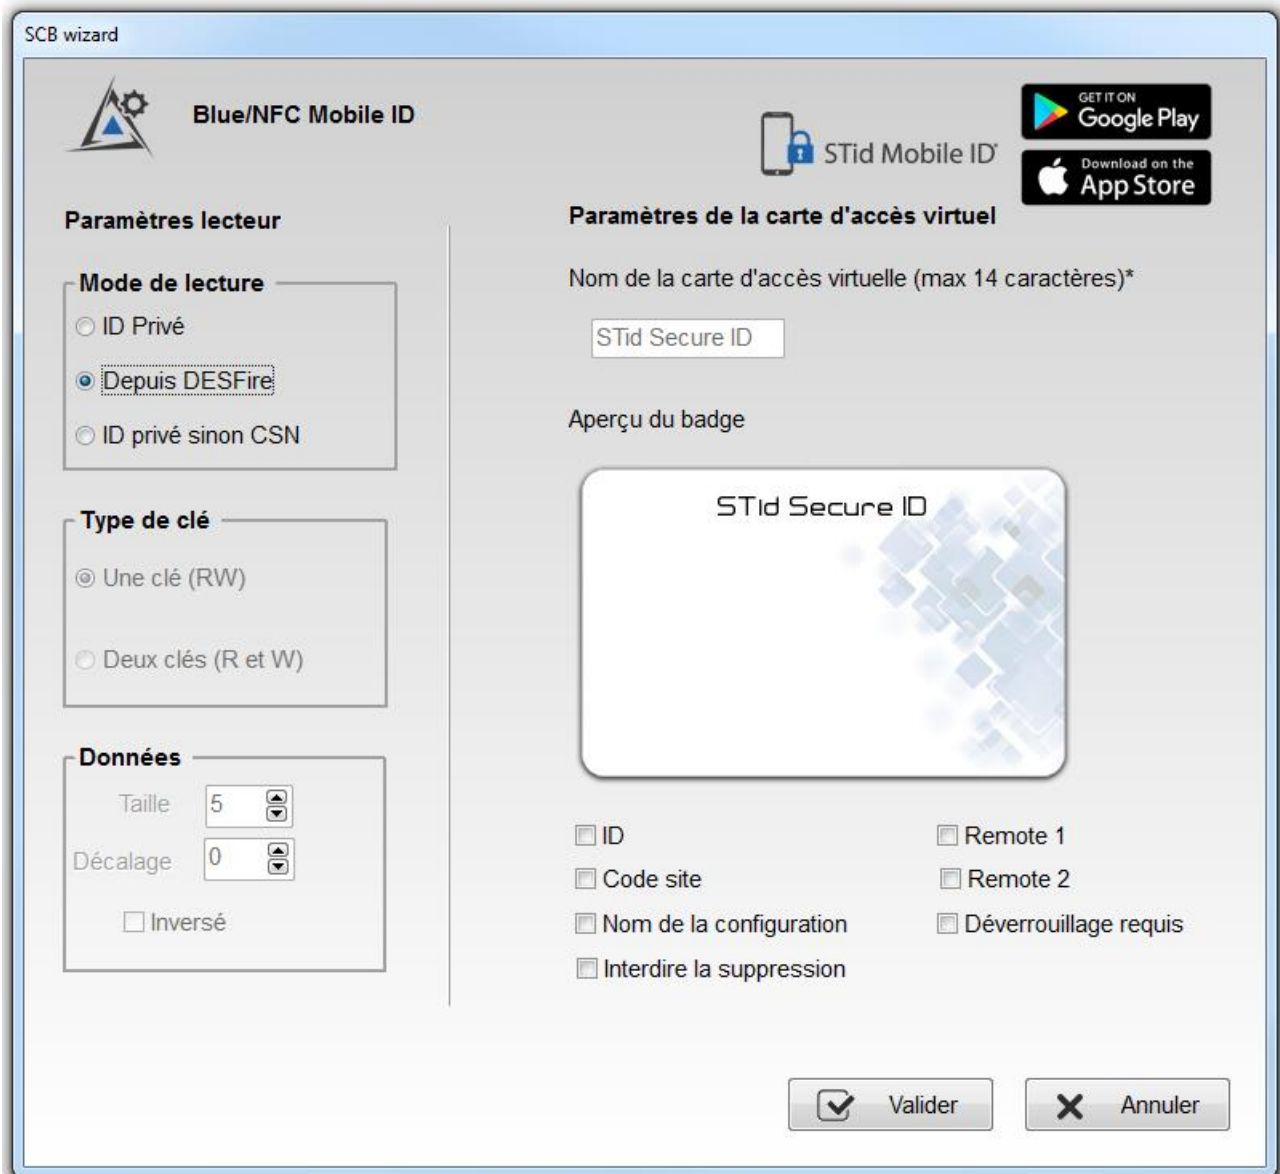 SCB wizard
Blue/NFC Mobile ID
STid Mobile ID®
GET IT ON
Google Play
Download on the
App Store
Paramètres lecteur
Mode de lecture
ID Privé
Depuis DESFire
ID privé sinon CSN
Type de clé
Une clé (RW)
Deux clés (R et W)
Données
Taille 5
Décalage 0
Inversé
Paramètres de la carte d'accès virtuel
Nom de la carte d'accès virtuelle (max 14 caractères)*
STid Secure ID
Aperçu du badge
STid Secure ID
ID
Remote 1
Code site
Remote 2
Nom de la configuration
Déverrouillage requis
Interdire la suppression
Valider
Annuler